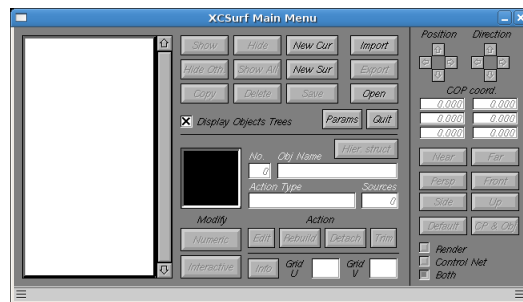 XCSurf Main Menu
Show Hide New Cur Import
Hide Oth Show All New Sur Export
Copy Delete Save Open
Display Objects Trees Params Quit
Hier. struct
No. Obj Name
0
Action Type Sources
0
Modify Action
Numeric Edit Rebuild Detach Trim
Interactive Info Grid U Grid V
Position Direction
COP coord.
0.000 0.000
0.000 0.000
0.000 0.000
Near Far
Persp Front
Side Up
Default CP & Obj
Render
Control Net
Both